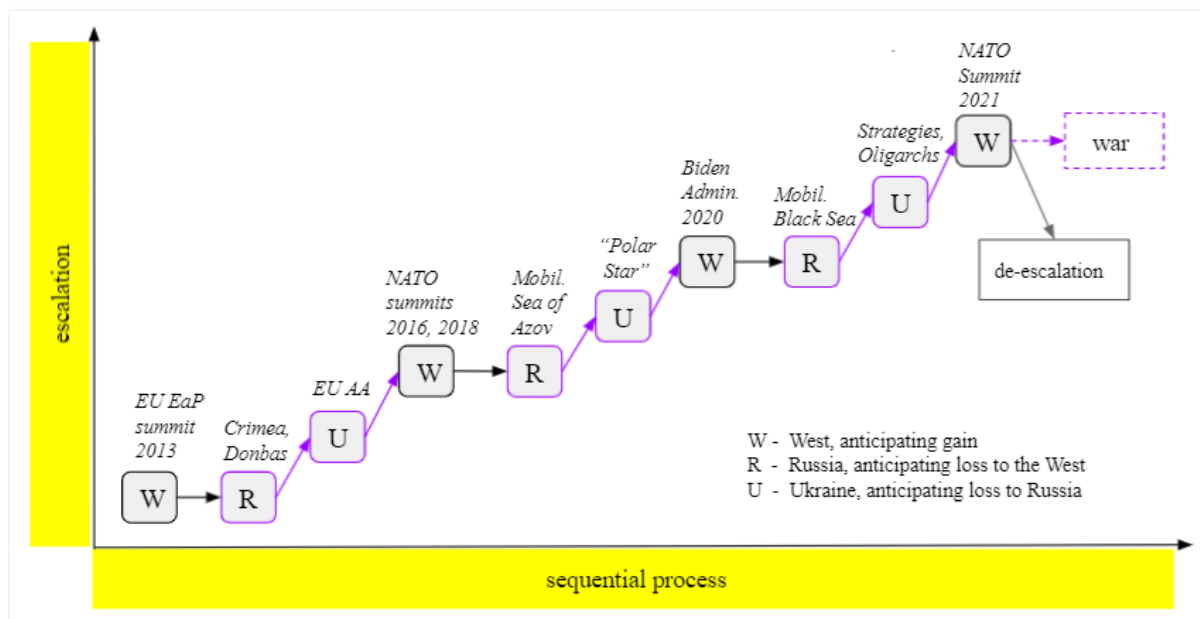 NATO
Summit
2021
W
war
Strategies,
Oligarchs
U
de-escalation
Biden
Admin.
2020
W
Mobil.
Black Sea
R
“Polar
Star”
U
NATO
summits
2016, 2018
W
Mobil.
Sea of
Azov
R
EU AA
U
EU EaP
summit
2013
W
Crimea,
Donbas
R
W - West, anticipating gain
R - Russia, anticipating loss to the West
U - Ukraine, anticipating loss to Russia
escalation
sequential process